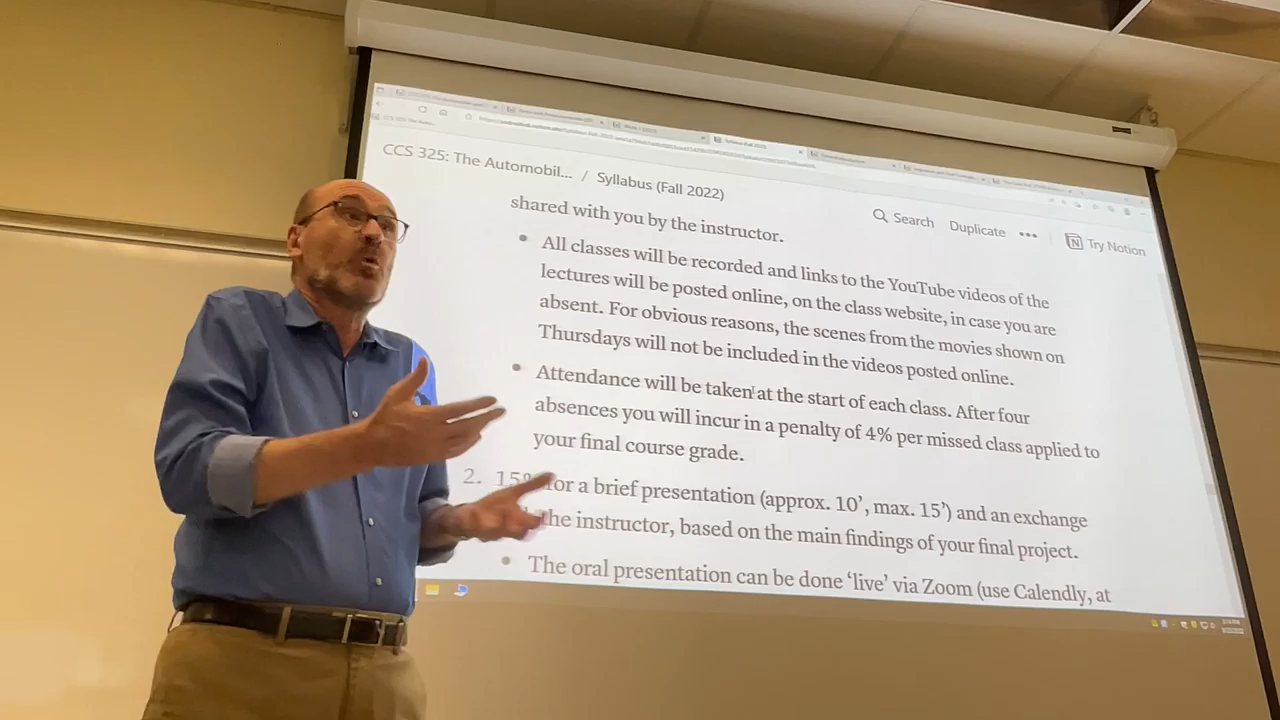 CCS 325: The Automobil... / Syllabus (Fall 2022)
Search Duplicate ••• Try Notion
shared with you by the instructor.
• All classes will be recorded and links to the YouTube videos of the
lectures will be posted online, on the class website, in case you are
absent. For obvious reasons, the scenes from the movies shown on
Thursdays will not be included in the videos posted online.
• Attendance will be taken at the start of each class. After four
absences you will incur in a penalty of 4% per missed class applied to
your final course grade.
2. 15% for a brief presentation (approx. 10’, max. 15’) and an exchange
the instructor, based on the main findings of your final project.
• The oral presentation can be done ‘live’ via Zoom (use Calendly, at